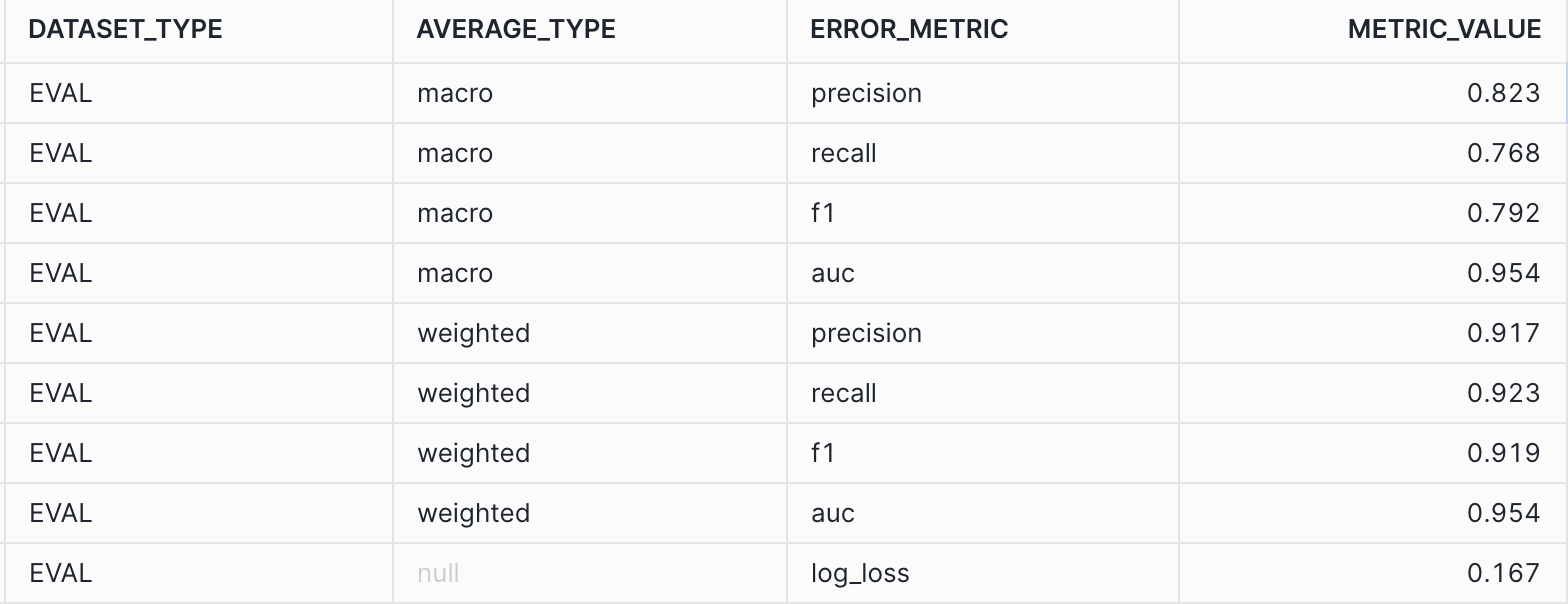 DATASET_TYPE AVERAGE_TYPE ERROR_METRIC METRIC_VALUE
EVAL macro precision 0.823
EVAL macro recall 0.768
EVAL macro f1 0.792
EVAL macro auc 0.954
EVAL weighted precision 0.917
EVAL weighted recall 0.923
EVAL weighted f1 0.919
EVAL weighted auc 0.954
EVAL null log_loss 0.167